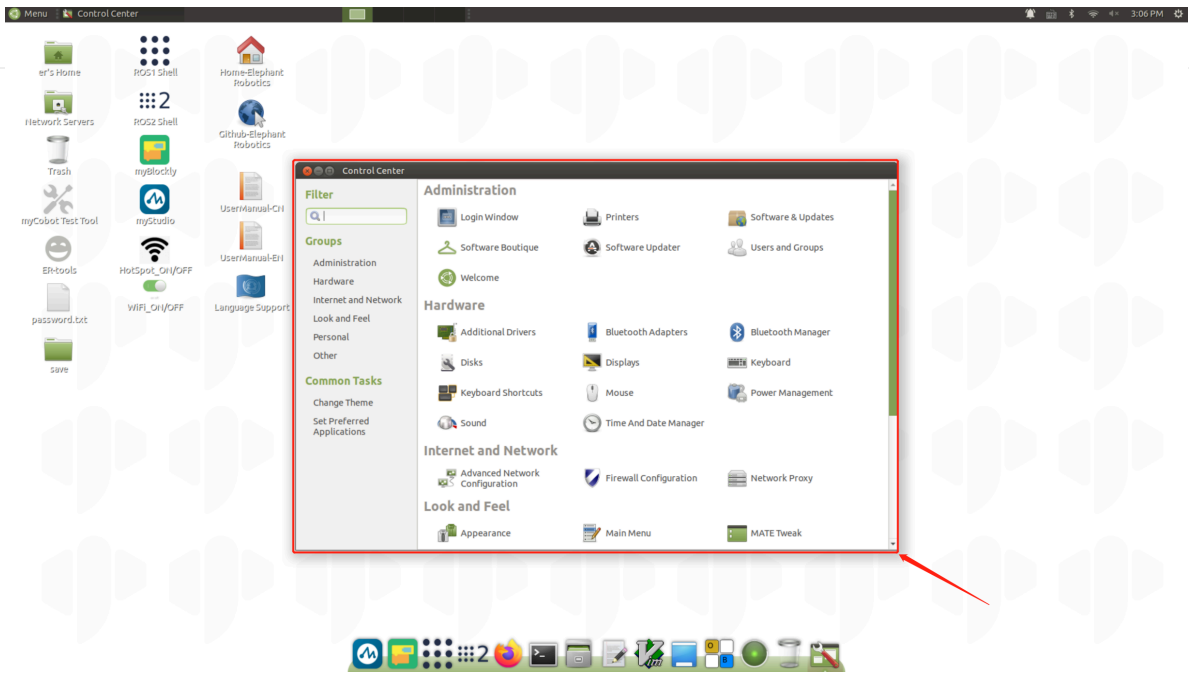 Menu
Control Center
3:06 PM
er's Home
ROS1 Shell
Home-Elephant
Robotics
Network Servers
ROS2 Shell
Github-Elephant
Robotics
Trash
myBlockly
UserManual-CN
myCobot Test Tool
myStudio
UserManual-EN
ER-tools
HotSpot_ON/OFF
Language Support
password.txt
WiFi_ON/OFF
save
Control Center
Filter
Groups
Administration
Hardware
Internet and Network
Look and Feel
Personal
Other
Common Tasks
Change Theme
Set Preferred
Applications
Administration
Login Window
Printers
Software & Updates
Software Boutique
Software Updater
Users and Groups
Welcome
Hardware
Additional Drivers
Bluetooth Adapters
Bluetooth Manager
Disks
Displays
Keyboard
Keyboard Shortcuts
Mouse
Power Management
Sound
Time And Date Manager
Internet and Network
Advanced Network
Configuration
Firewall Configuration
Network Proxy
Look and Feel
Appearance
Main Menu
MATE Tweak
2
2
Vim